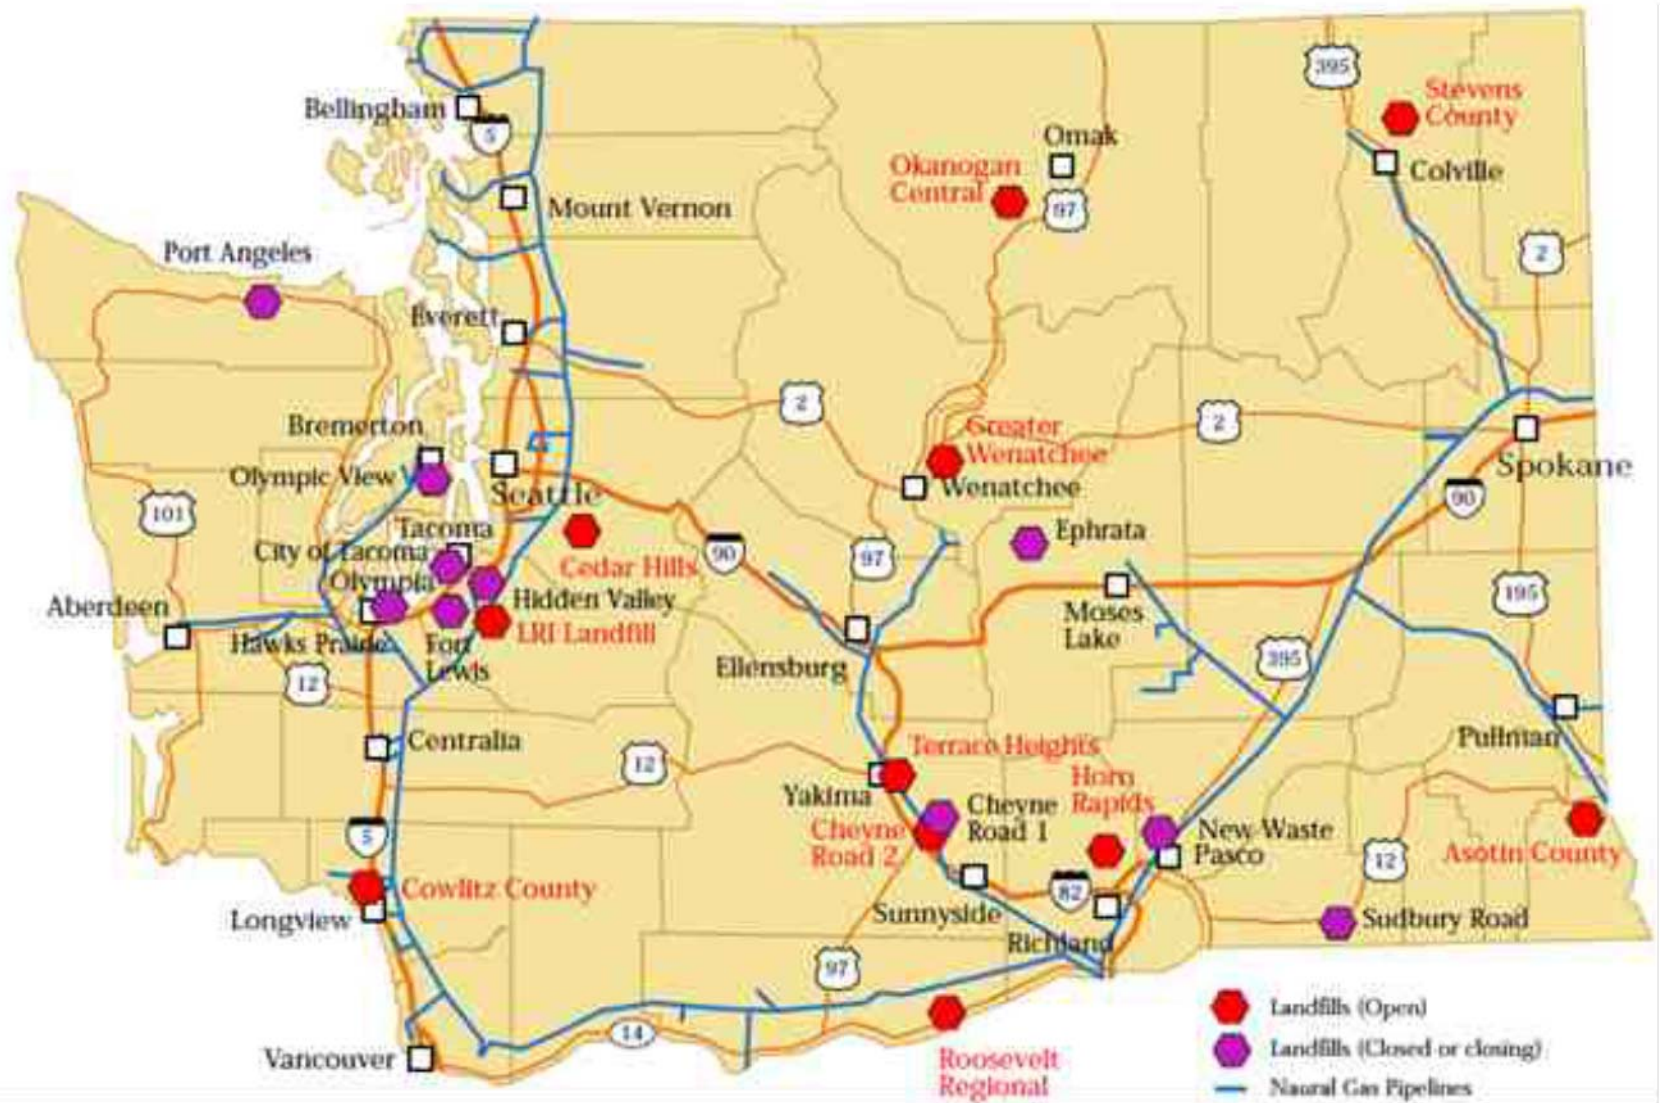 395
Stevens
County
Bellingham
5
Omak
Okanogan
Central
Colville
Mount Vernon
97
Port Angeles
2
Everett
2
2
Bremerton
Greater
Wenatchee
Olympic View
Seattle
Wenatchee
Spokane
90
101
Tacoma
City of Tacoma
90
97
Ephrata
Cedar Hills
Olympia
Aberdeen
Hidden Valley
LRI Landfill
Moses
Lake
195
Hawks Prairie
Fort
Lewis
Ellensburg
395
12
Centralia
Pullman
12
Terrace Heights
Yakima
Horn
Rapids
Cheyne
Road 1
Cheyne
Road 2
New Waste
Pasco
5
12
Asotin County
Cowlitz County
82
Longview
Sunnyside
Sudbury Road
Richland
97
14
Vancouver
Roosevelt
Regional
Landfills (Open)
Landfills (Closed or closing)
Naural Gas Pipelines